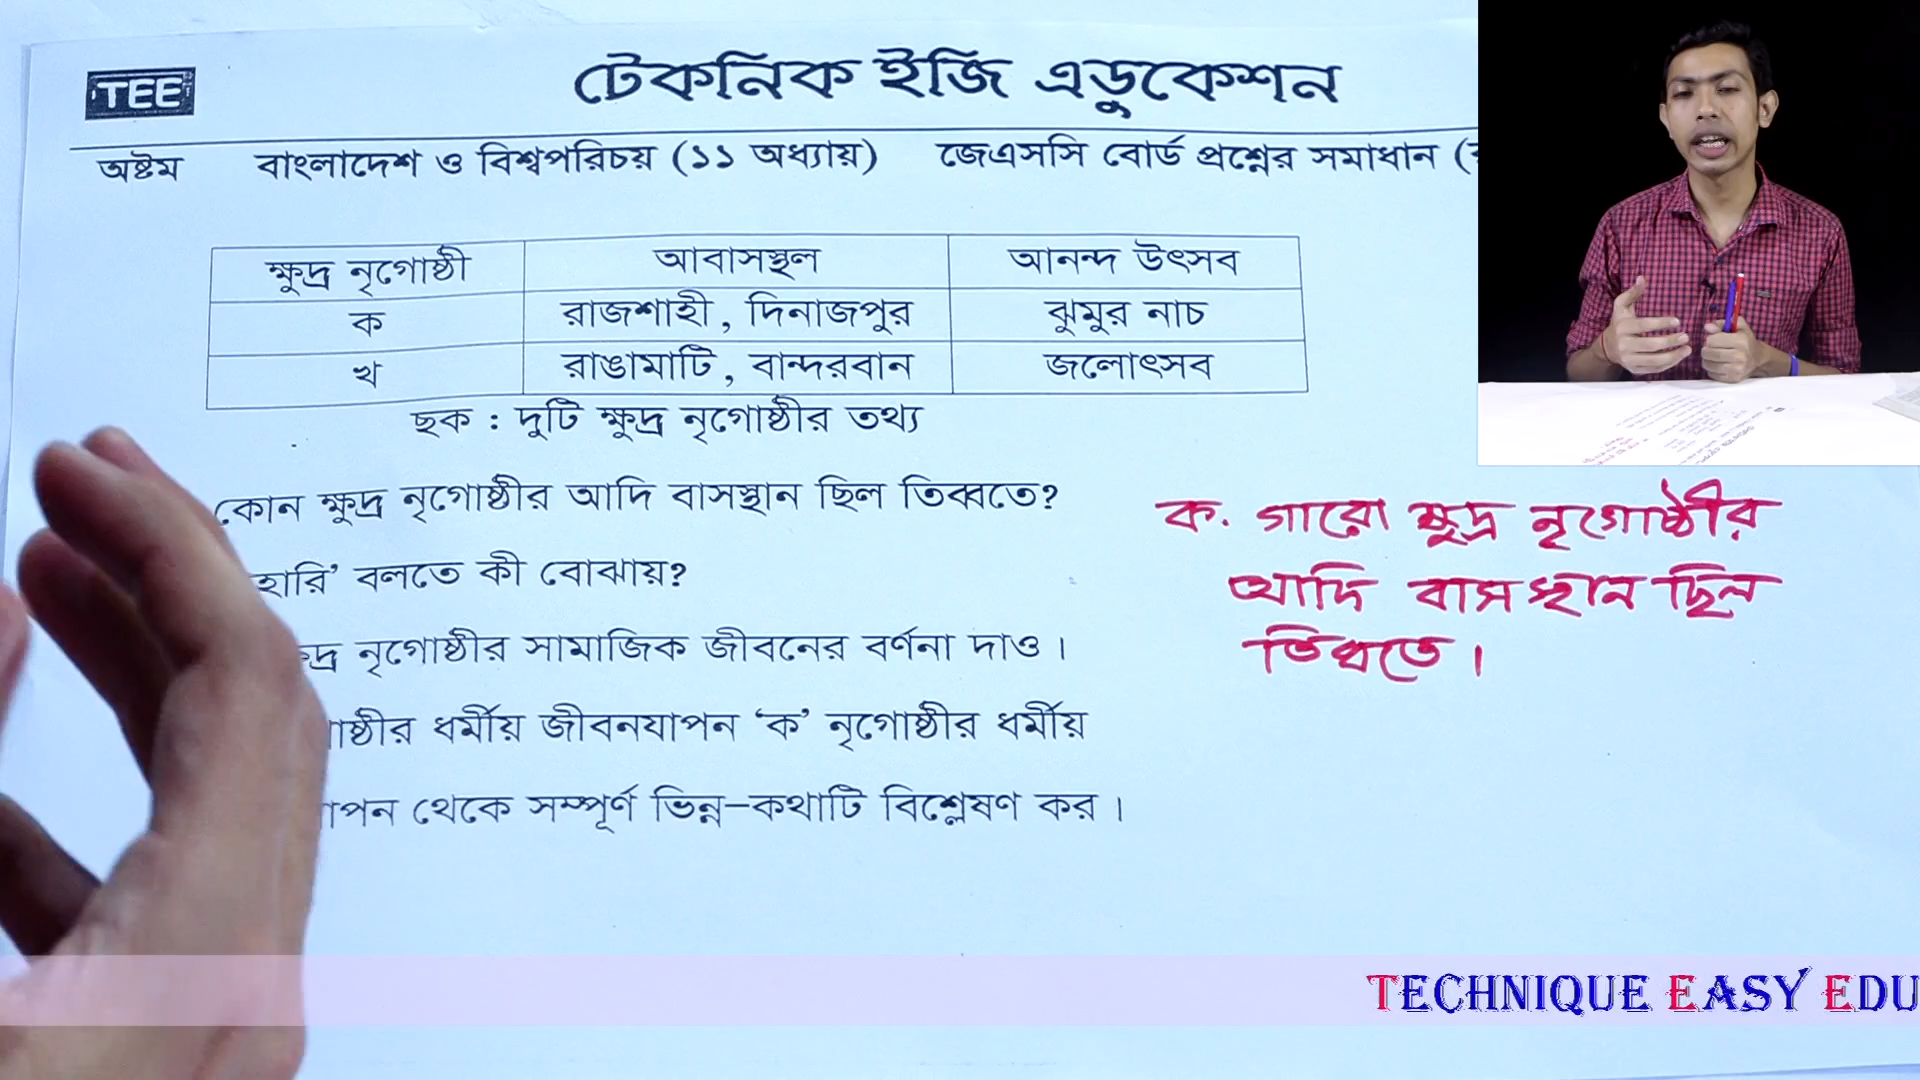 TEE
টেকনিক ইজি এডুকেশন
অষ্টম বাংলাদেশ ও বিশ্বপরিচয় (১১ অধ্যায়) জেএসসি বোর্ড প্রশ্নের সমাধান (
ক্ষুদ্র নৃগোষ্ঠী আবাসস্থল আনন্দ উৎসব
ক রাজশাহী, দিনাজপুর ঝুমুর নাচ
খ রাঙামাটি, বান্দরবান জলোৎসব
ছক : দুটি ক্ষুদ্র নৃগোষ্ঠীর তথ্য
কোন ক্ষুদ্র নৃগোষ্ঠীর আদি বাসস্থান ছিল তিব্বতে?
হারি’ বলতে কী বোঝায়?
নৃগোষ্ঠীর সামাজিক জীবনের বর্ণনা দাও।
ধর্মীয় জীবনযাপন ‘ক’ নৃগোষ্ঠীর ধর্মীয়
থেকে সম্পূর্ণ ভিন্ন–কথাটি বিশ্লেষণ কর।
ক. গারো ক্ষুদ্র নৃগোষ্ঠীর
আদি বাসস্থান ছিল
তিব্বতে।
TECHNIQUE EASY EDU